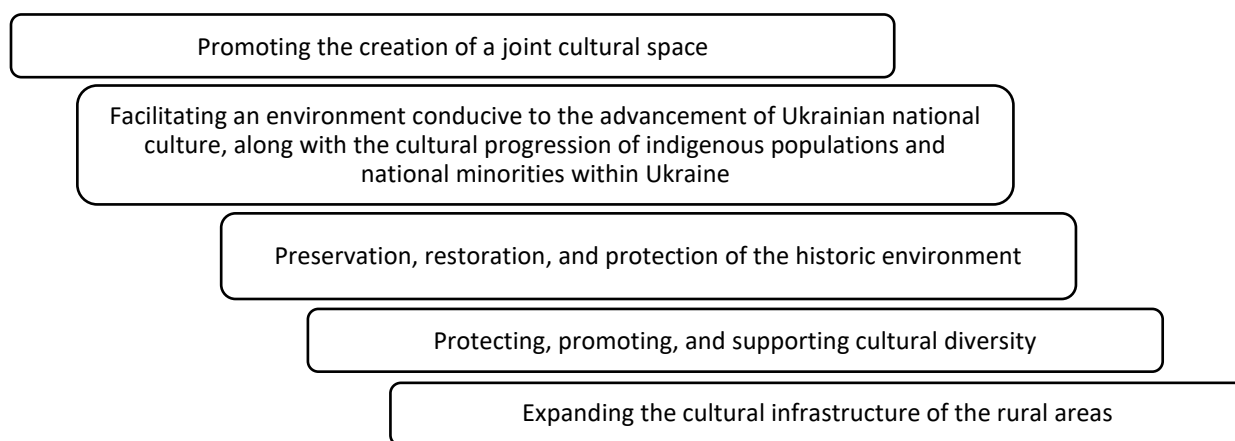 Promoting the creation of a joint cultural space
Facilitating an environment conducive to the advancement of Ukrainian national
culture, along with the cultural progression of indigenous populations and
national minorities within Ukraine
Preservation, restoration, and protection of the historic environment
Protecting, promoting, and supporting cultural diversity
Expanding the cultural infrastructure of the rural areas